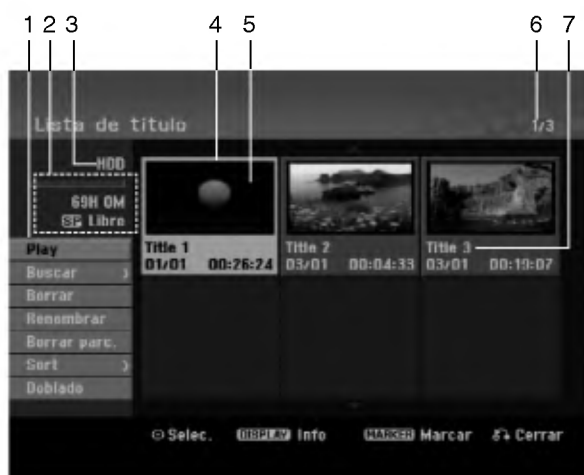 1 2 3 4 5 6 7
Lista de titulo 1/3
HDD
69H 0M
SP Libre
Play
Buscar
Borrar
Renombrar
Borrar parc.
Sort
Doblado
Title 1
01/01 00:26:24
Title 2
03/01 00:04:33
Title 3
03/01 00:19:07
Selec. DISPLAY Info MARKER Marcar Cerrar